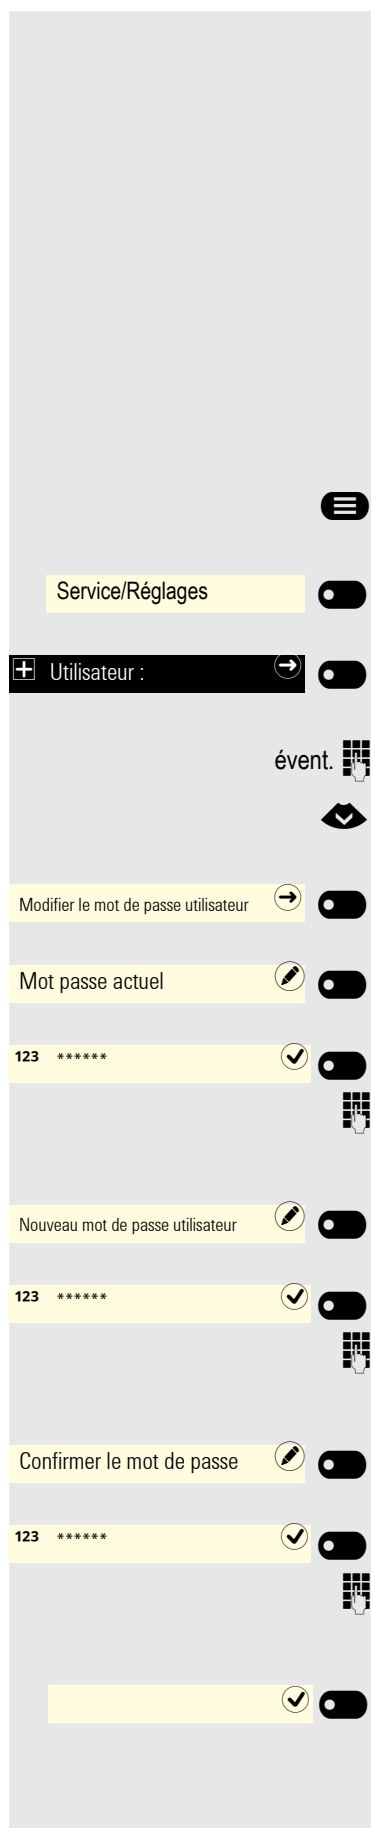 Service/Réglages
Utilisateur :
évent.
Modifier le mot de passe utilisateur
Mot passe actuel
123 ******
Nouveau mot de passe utilisateur
123 ******
Confirmer le mot de passe
123 ******